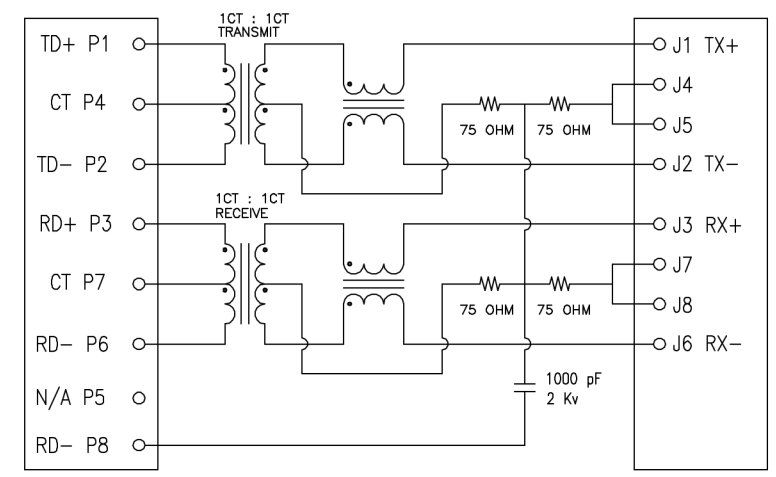 1CT : 1CT
TRANSMIT
TD+ P1
J1 TX+
J4
CT P4
75 OHM
75 OHM
J5
TD- P2
J2 TX-
1CT : 1CT
RECEIVE
RD+ P3
J3 RX+
J7
CT P7
75 OHM
75 OHM
J8
RD- P6
J6 RX-
1000 pF
2 Kv
N/A P5
RD- P8